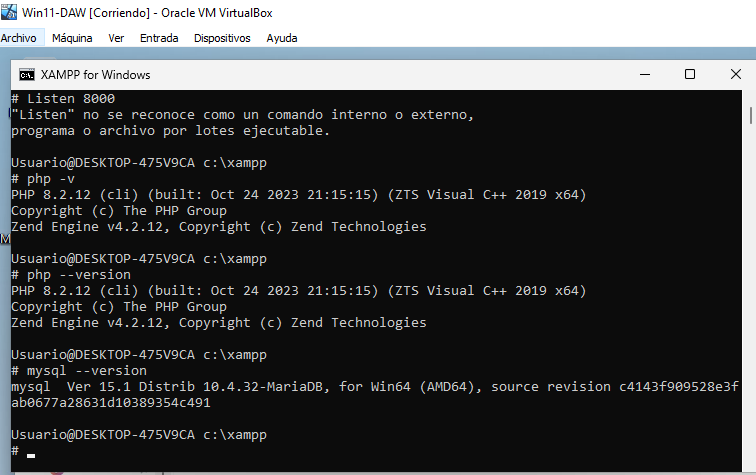 Win11-DAW [Corriendo] - Oracle VM VirtualBox
Archivo Máquina Ver Entrada Dispositivos Ayuda
XAMPP for Windows
# Listen 8000
"Listen" no se reconoce como un comando interno o externo,
programa o archivo por lotes ejecutable.
Usuario@DESKTOP-475V9CA c:\xampp
# php -v
PHP 8.2.12 (cli) (built: Oct 24 2023 21:15:15) (ZTS Visual C++ 2019 x64)
Copyright (c) The PHP Group
Zend Engine v4.2.12, Copyright (c) Zend Technologies
Usuario@DESKTOP-475V9CA c:\xampp
# php --version
PHP 8.2.12 (cli) (built: Oct 24 2023 21:15:15) (ZTS Visual C++ 2019 x64)
Copyright (c) The PHP Group
Zend Engine v4.2.12, Copyright (c) Zend Technologies
Usuario@DESKTOP-475V9CA c:\xampp
# mysql --version
mysql  Ver 15.1 Distrib 10.4.32-MariaDB, for Win64 (AMD64), source revision c4143f909528e3f
ab0677a28631d10389354c491
Usuario@DESKTOP-475V9CA c:\xampp
#